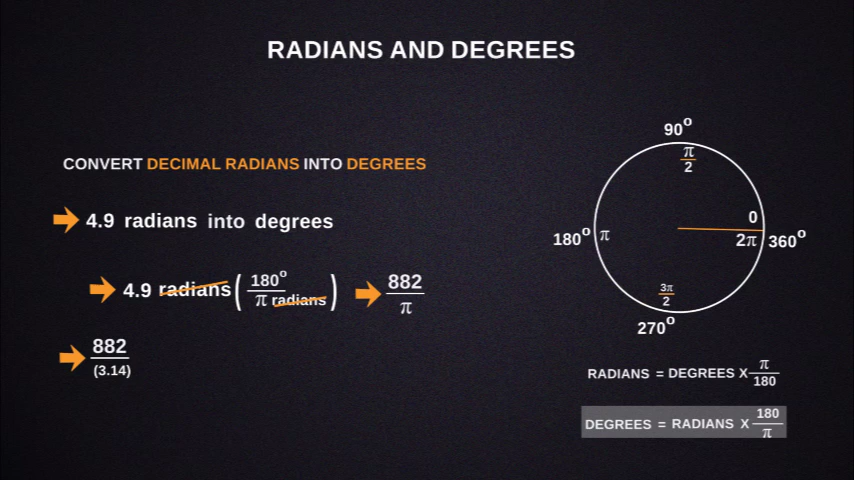 RADIANS AND DEGREES
CONVERT DECIMAL RADIANS INTO DEGREES
4.9 radians into degrees
4.9 radians ( 180° / π radians )
882 / π
882 / (3.14)
90°
π / 2
0
180° π
2π 360°
3π / 2
270°
RADIANS = DEGREES X π / 180
DEGREES = RADIANS X 180 / π